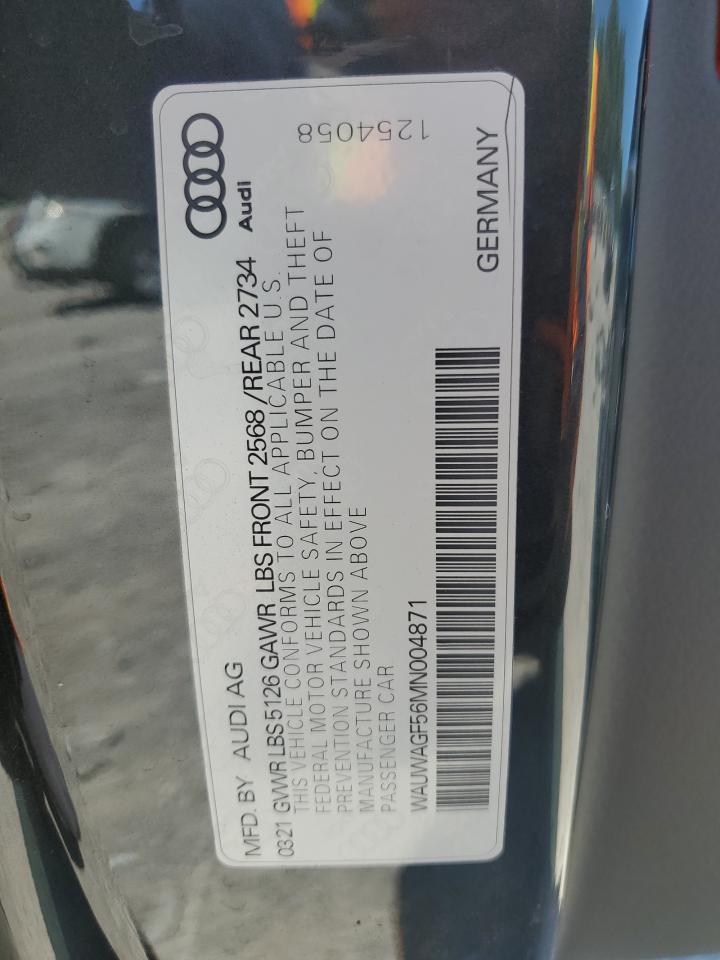 Audi
MFD. BY AUDI AG
0321 GVWR LBS 5126 GAWR LBS FRONT 2568 / REAR 2734
THIS VEHICLE CONFORMS TO ALL APPLICABLE U.S.
FEDERAL MOTOR VEHICLE SAFETY, BUMPER AND THEFT
PREVENTION STANDARDS IN EFFECT ON THE DATE OF
MANUFACTURE SHOWN ABOVE
PASSENGER CAR
WAUWAGF56MN004871
GERMANY
1254058